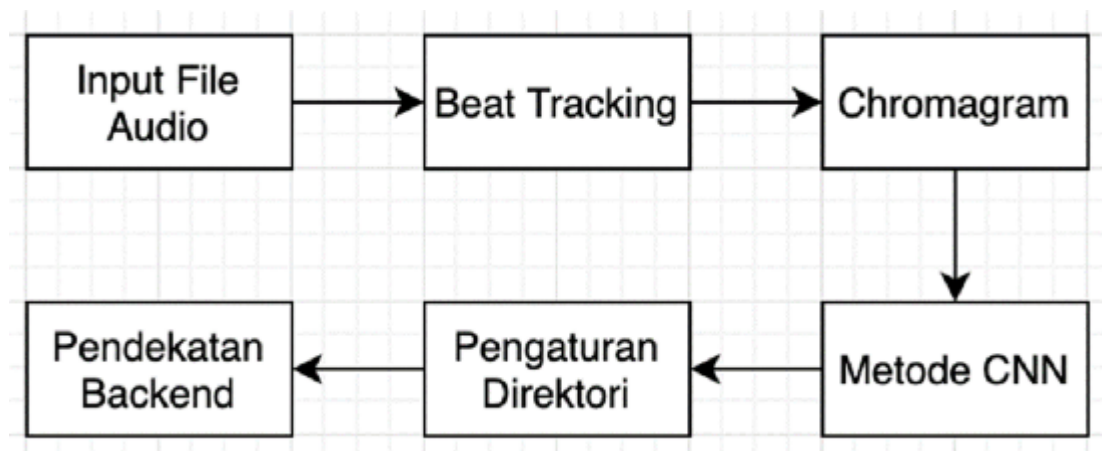 Input File
Audio
Beat Tracking
Chromagram
Metode CNN
Pengaturan
Direktori
Pendekatan
Backend